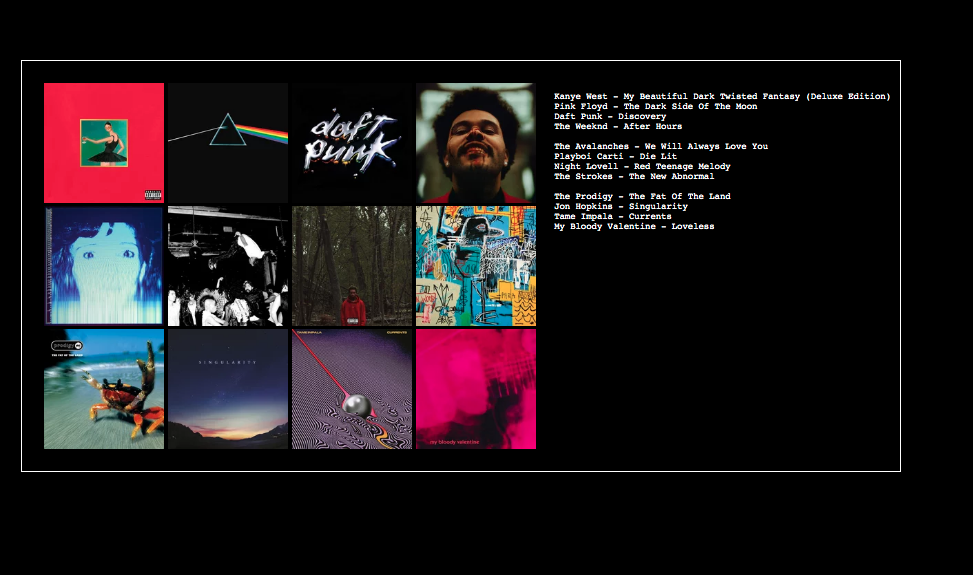 daft
punk
prodigy
THE FAT OF THE LAND
SINGULARITY
TAME IMPALA CURRENTS
my bloody valentine
Kanye West - My Beautiful Dark Twisted Fantasy (Deluxe Edition)
Pink Floyd - The Dark Side Of The Moon
Daft Punk - Discovery
The Weeknd - After Hours
The Avalanches - We Will Always Love You
Playboi Carti - Die Lit
Night Lovell - Red Teenage Melody
The Strokes - The New Abnormal
The Prodigy - The Fat Of The Land
Jon Hopkins - Singularity
Tame Impala - Currents
My Bloody Valentine - Loveless